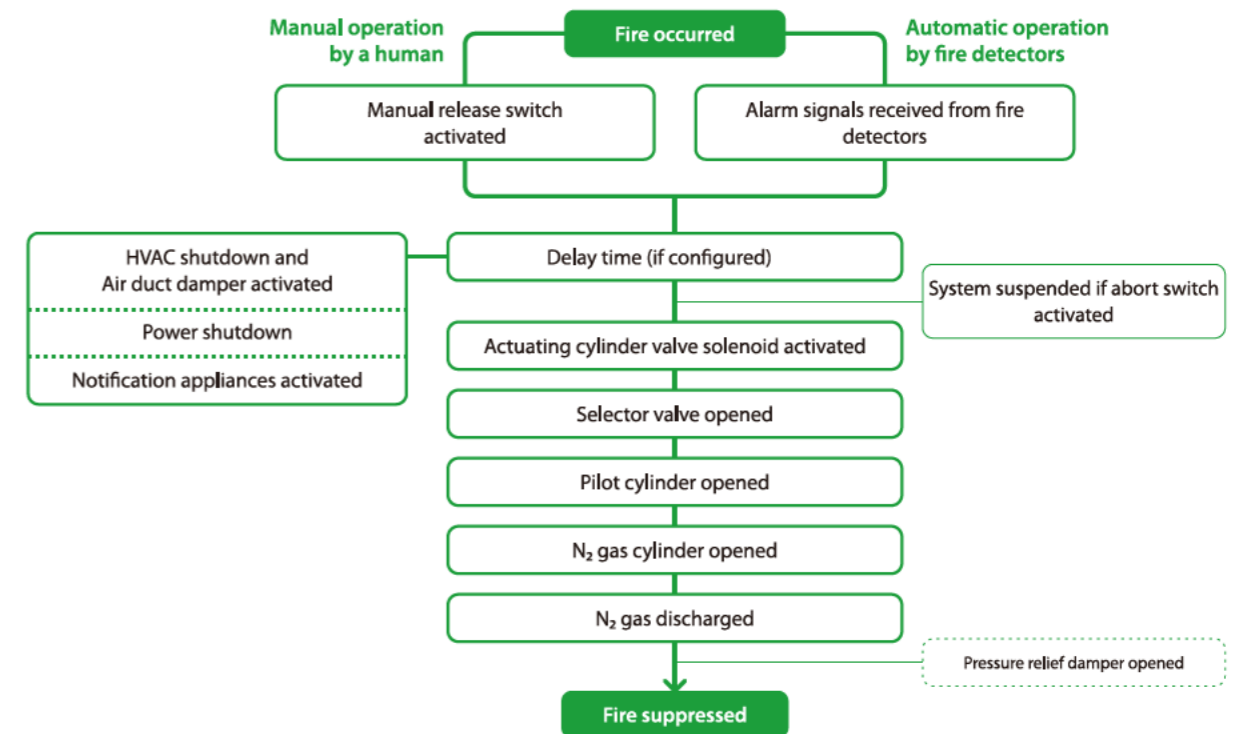 Manual operation
by a human
Fire occurred
Automatic operation
by fire detectors
Manual release switch
activated
Alarm signals received from fire
detectors
HVAC shutdown and
Air duct damper activated
Power shutdown
Notification appliances activated
Delay time (if configured)
System suspended if abort switch
activated
Actuating cylinder valve solenoid activated
Selector valve opened
Pilot cylinder opened
N₂ gas cylinder opened
N₂ gas discharged
Pressure relief damper opened
Fire suppressed